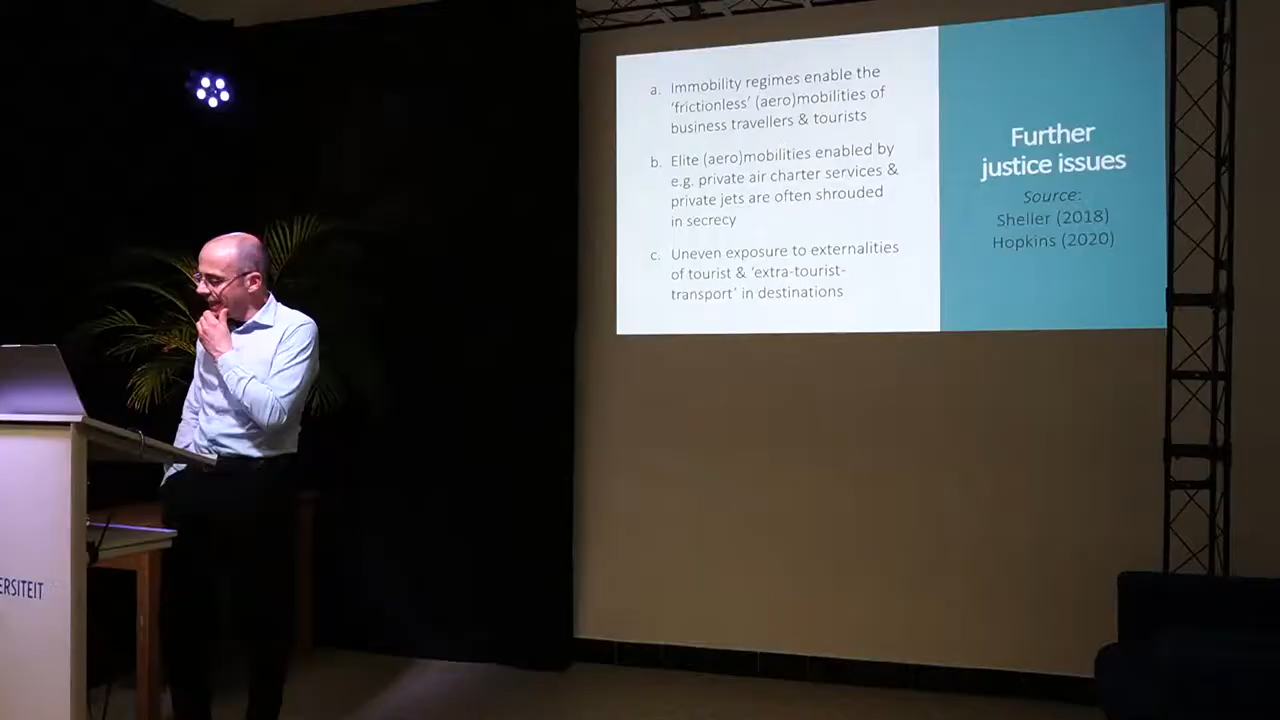 a. Immobility regimes enable the
‘frictionless’ (aero)mobilities of
business travellers & tourists
b. Elite (aero)mobilities enabled by
e.g. private air charter services &
private jets are often shrouded
in secrecy
c. Uneven exposure to externalities
of tourist & ‘extra-tourist-
transport’ in destinations
Further
justice issues
Source:
Sheller (2018)
Hopkins (2020)
ERSITEIT